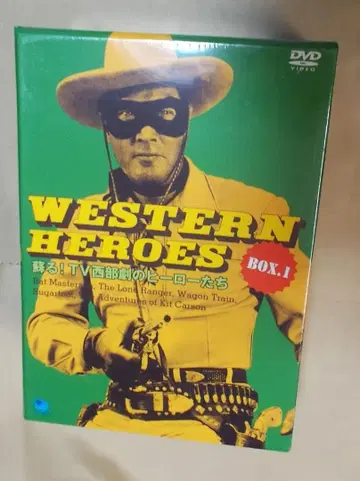 DVD
VIDEO
WESTERN
HEROES
BOX.1
蘇る!TV西部劇のヒーローたち
Bat Masterson, The Lone Ranger, Wagon Train,
Sugarfoot, Adventures of Kit Carson